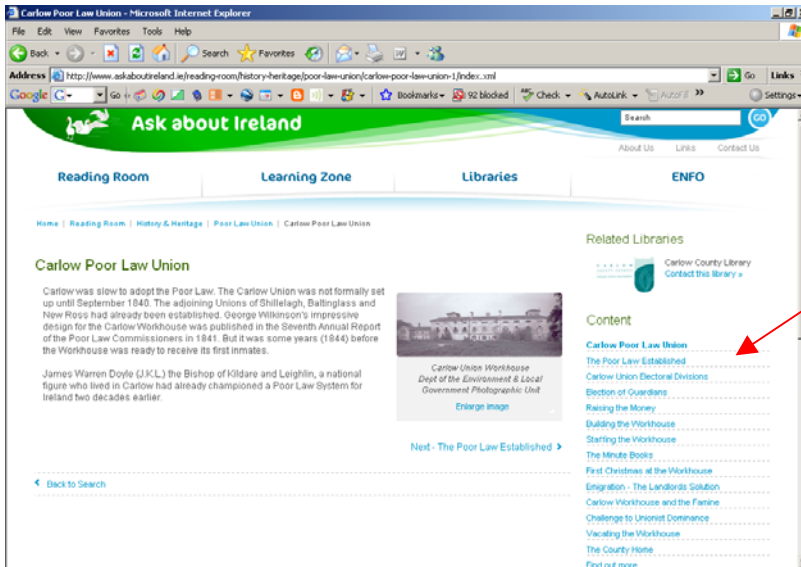 Carlow Poor Law Union - Microsoft Internet Explorer
File Edit View Favorites Tools Help
Back Search Favorites
Address http://www.askaboutireland.ie/reading-room/history-heritage/poor-law-union/carlow-poor-law-union-1/index.xml Go Links
Google G Go Bookmarks 92 blocked Check AutoLink AutoFill Settings
Ask about Ireland
Search GO
About Us Links Contact Us
Reading Room Learning Zone Libraries ENFO
Home | Reading Room | History & Heritage | Poor Law Union | Carlow Poor Law Union
Related Libraries
Carlow County Library
Contact this library »
Carlow Poor Law Union
Carlow was slow to adopt the Poor Law. The Carlow Union was not formally set
up until September 1840. The adjoining Unions of Shillelagh, Baltinglass and
New Ross had already been established. George Wilkinson's impressive
design for the Carlow Workhouse was published in the Seventh Annual Report
of the Poor Law Commissioners in 1841. But it was some years (1844) before
the Workhouse was ready to receive its first inmates.
James Warren Doyle (J.K.L.) the Bishop of Kildare and Leighlin, a national
figure who lived in Carlow had already championed a Poor Law System for
Ireland two decades earlier.
Carlow Union Workhouse
Dept of the Environment & Local
Government Photographic Unit
Enlarge image
Next - The Poor Law Established >
Back to Search
Content
Carlow Poor Law Union
The Poor Law Established
Carlow Union Electoral Divisions
Election of Guardians
Raising the Money
Building the Workhouse
Staffing the Workhouse
The Minute Books
First Christmas at the Workhouse
Emigration - The Landlords Solution
Carlow Workhouse and the Famine
Challenge to Unionist Dominance
Vacating the Workhouse
The County Home
Find out more